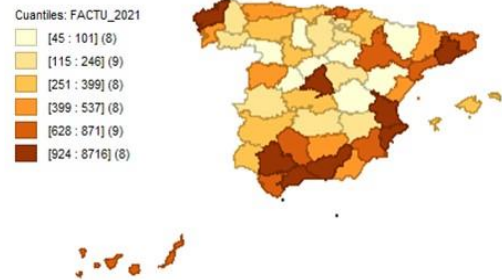 Cuantiles: FACTU_2021
[45 : 101] (8)
[115 : 246] (9)
[251 : 399] (8)
[399 : 537] (8)
[628 : 871] (9)
[924 : 8716] (8)